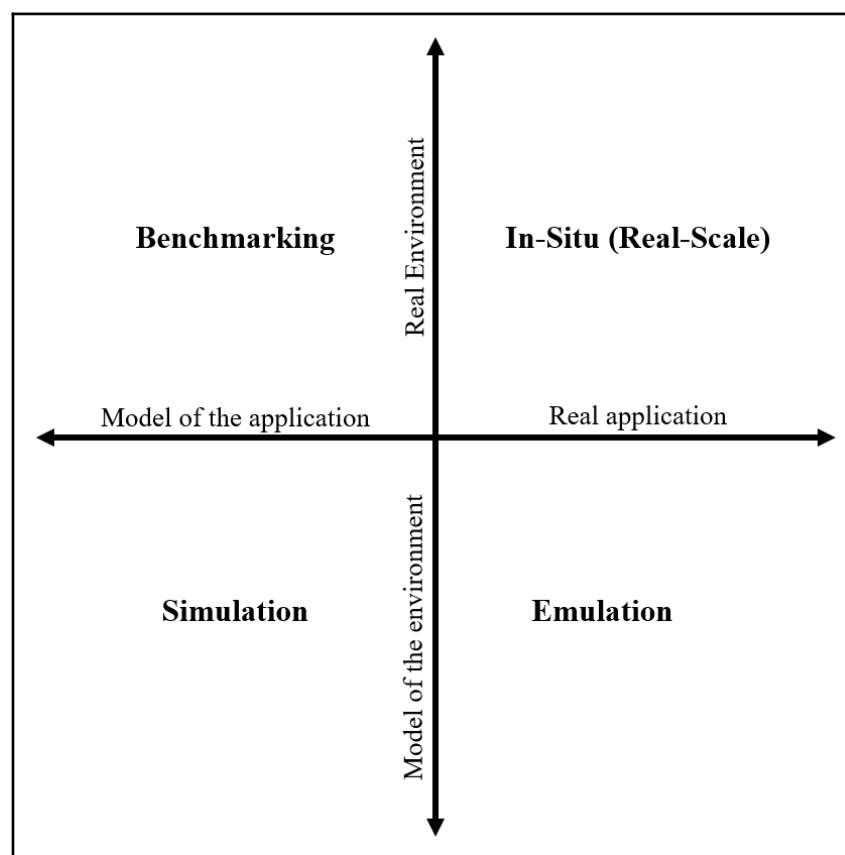 Real Environment
Benchmarking
In-Situ (Real-Scale)
Model of the application
Real application
Model of the environment
Simulation
Emulation